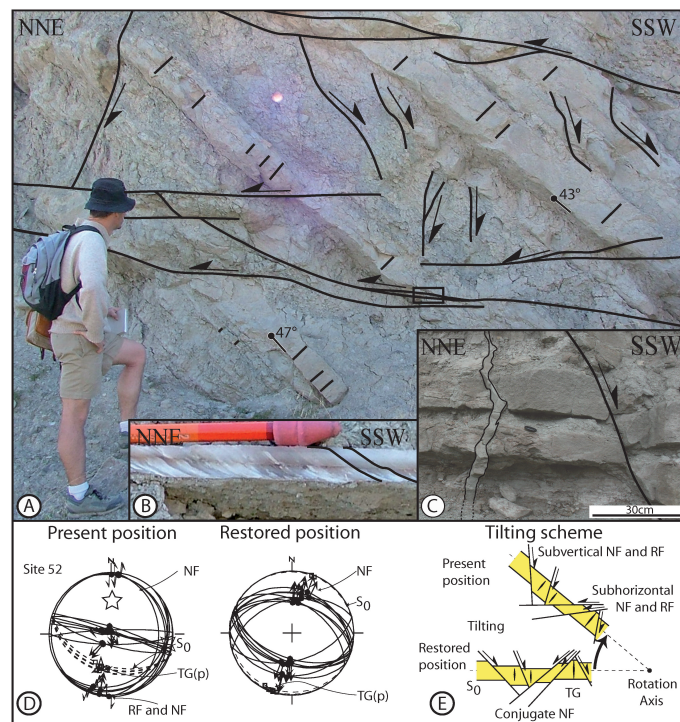 NNE
SSW
43°
47°
NNE
SSW
NNE
SSW
30cm
A
B
C
Present position
Restored position
Tilting scheme
Site 52
N
NF
S0
TG(p)
RF and NF
N
NF
S0
TG(p)
D
Subvertical NF and RF
Present
position
Subhorizontal
NF and RF
Tilting
Restored
position
S0
TG
Conjugate NF
Rotation
Axis
E